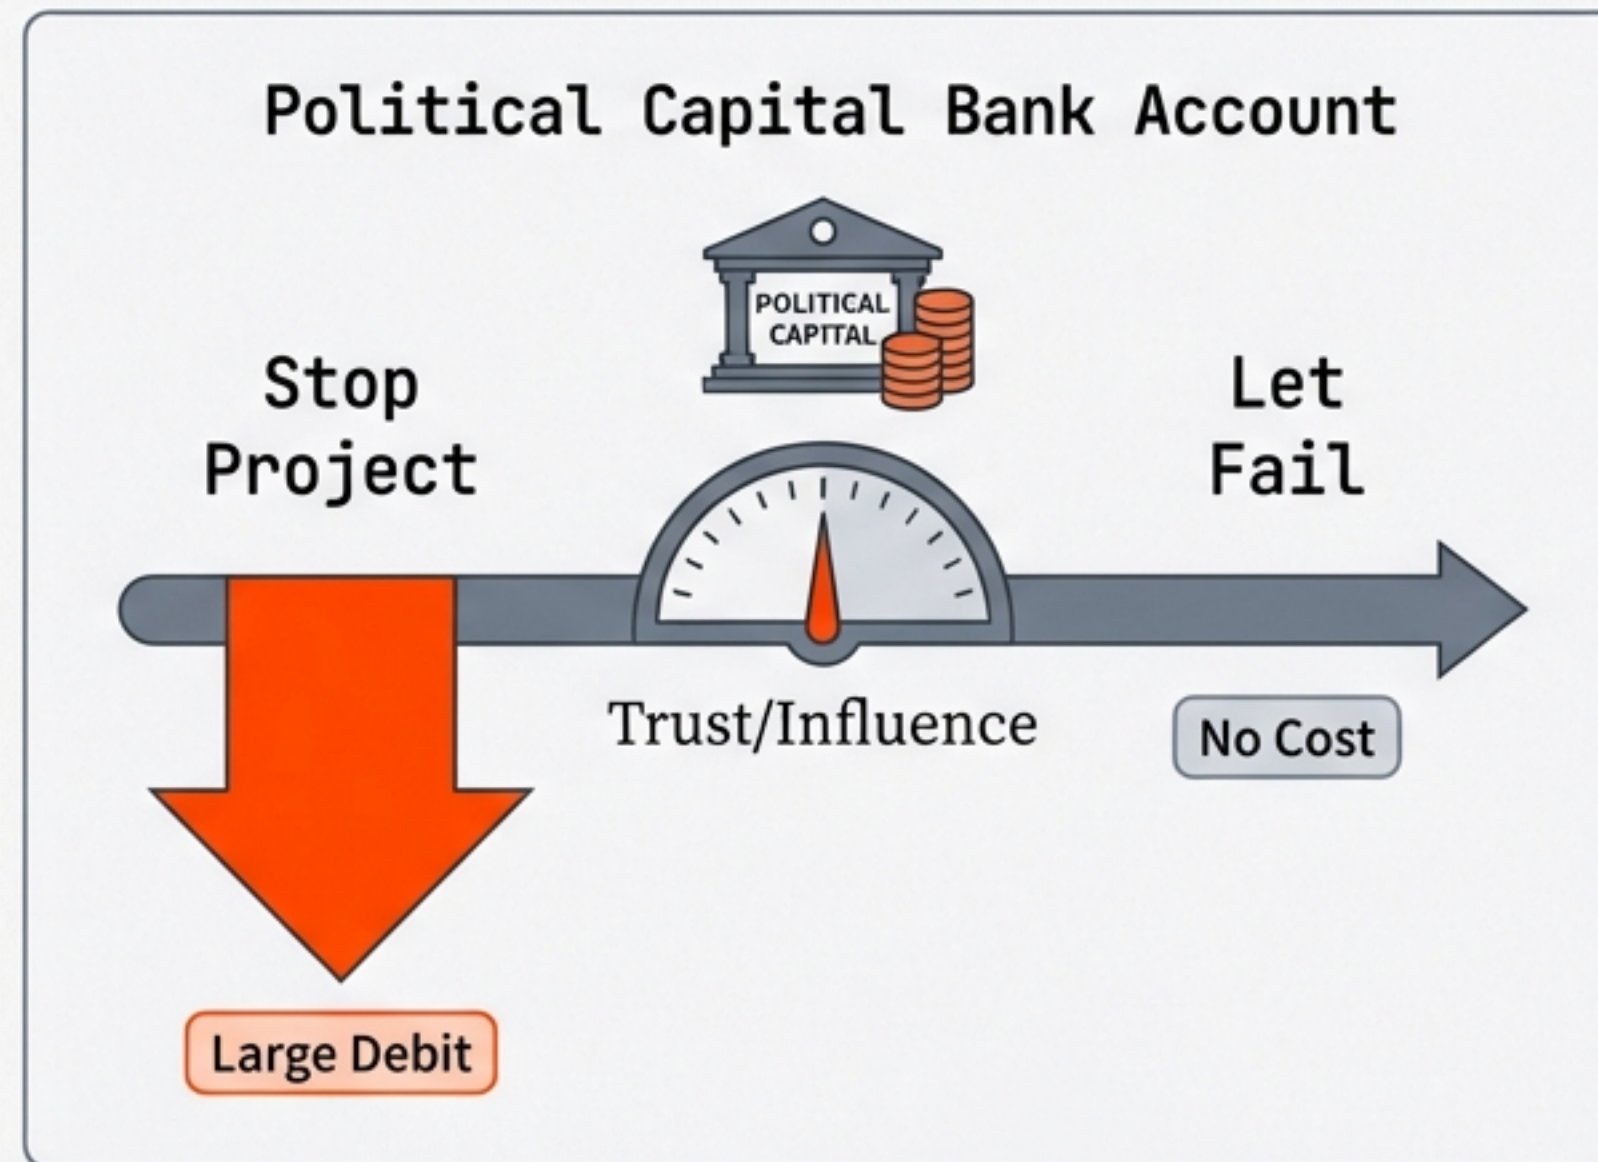 Political Capital Bank Account
POLITICAL
CAPITAL
Stop
Project
Let
Fail
Trust/Influence
No Cost
Large Debit